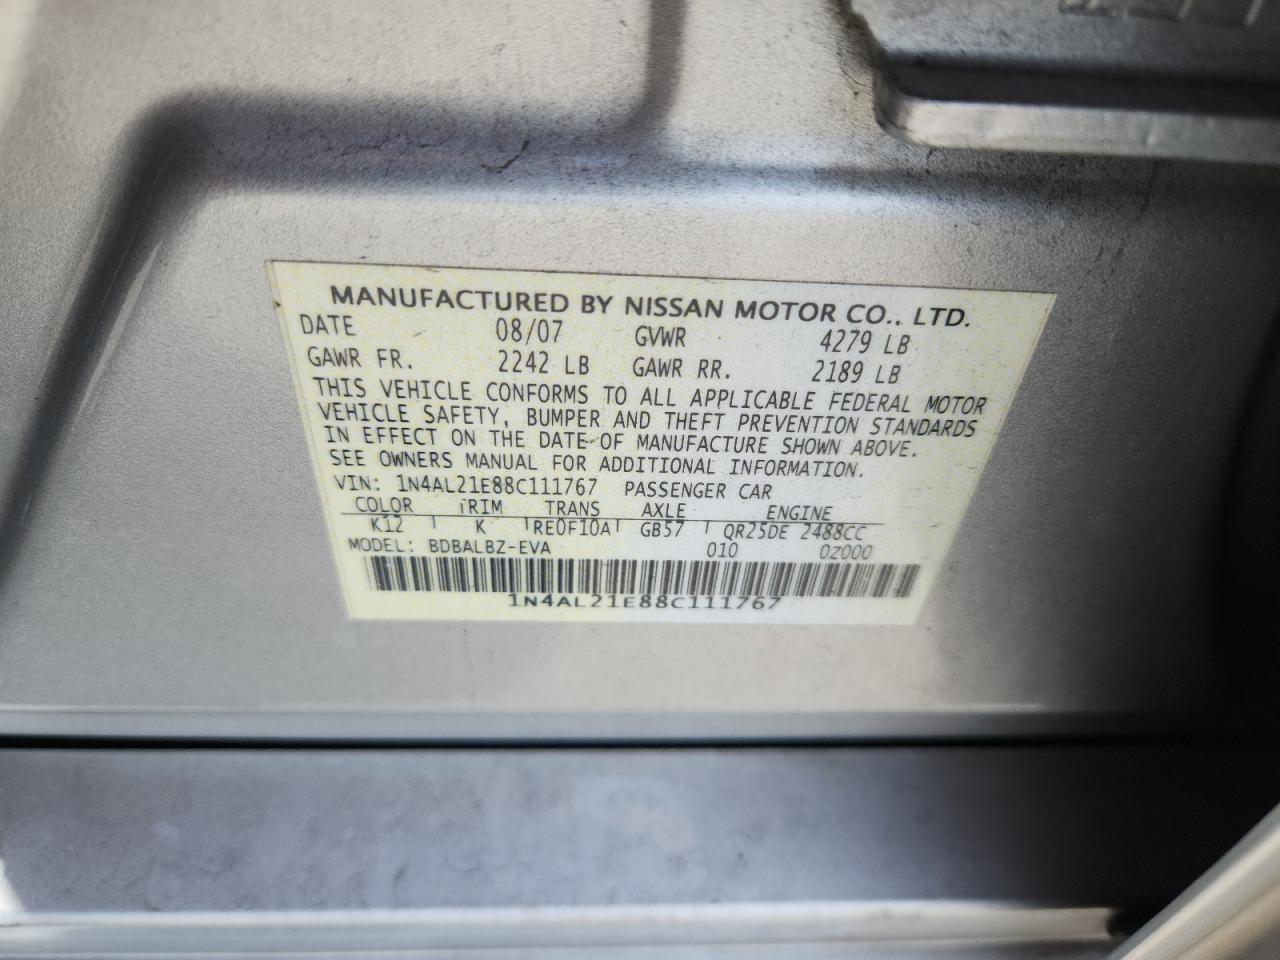 MANUFACTURED BY NISSAN MOTOR CO., LTD.
DATE 08/07 GVWR 4279 LB
GAWR FR. 2242 LB GAWR RR. 2189 LB
THIS VEHICLE CONFORMS TO ALL APPLICABLE FEDERAL MOTOR
VEHICLE SAFETY, BUMPER AND THEFT PREVENTION STANDARDS
IN EFFECT ON THE DATE OF MANUFACTURE SHOWN ABOVE.
SEE OWNERS MANUAL FOR ADDITIONAL INFORMATION.
VIN: 1N4AL21E88C111767 PASSENGER CAR
COLOR TRIM TRANS AXLE ENGINE
K12 K RE0F10A GB57 QR25DE 2488CC
MODEL: BDBALBZ-EVA 010 0Z000
1N4AL21E88C111767